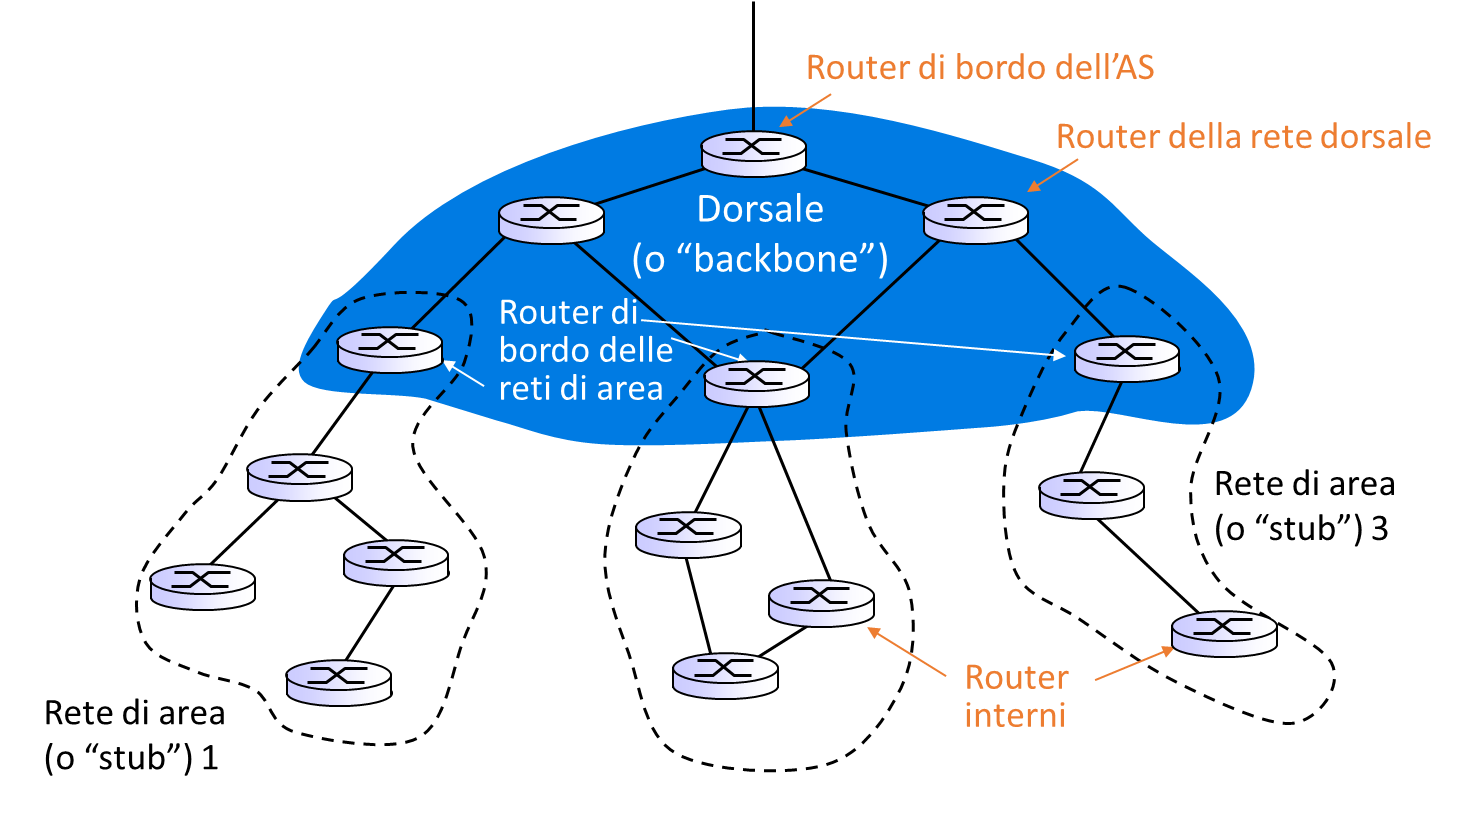 Router di bordo dell’AS
Router della rete dorsale
Dorsale
(o “backbone”)
Router di
bordo delle
reti di area
Rete di area
(o “stub”) 3
Router
interni
Rete di area
(o “stub”) 1